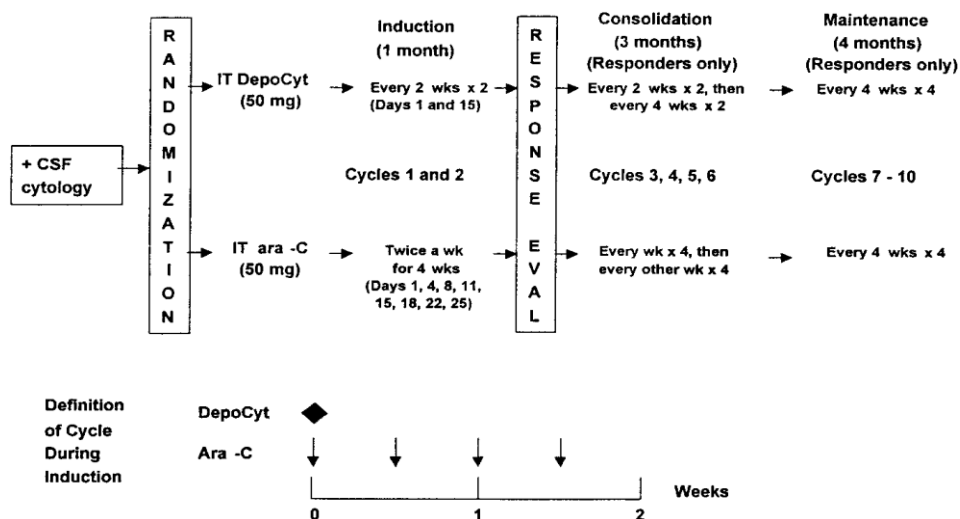 + CSF
cytology
RANDOMIZATION
IT DepoCyt
(50 mg)
IT ara -C
(50 mg)
Induction
(1 month)
Every 2 wks x 2
(Days 1 and 15)
Cycles 1 and 2
Twice a wk
for 4 wks
(Days 1, 4, 8, 11,
15, 18, 22, 25)
RESPONSE EVAL
Consolidation
(3 months)
(Responders only)
Every 2 wks x 2, then
every 4 wks x 2
Cycles 3, 4, 5, 6
Every wk x 4, then
every other wk x 4
Maintenance
(4 months)
(Responders only)
Every 4 wks x 4
Cycles 7 - 10
Every 4 wks x 4
Definition
of Cycle
During
Induction
DepoCyt
Ara -C
Weeks
0 1 2